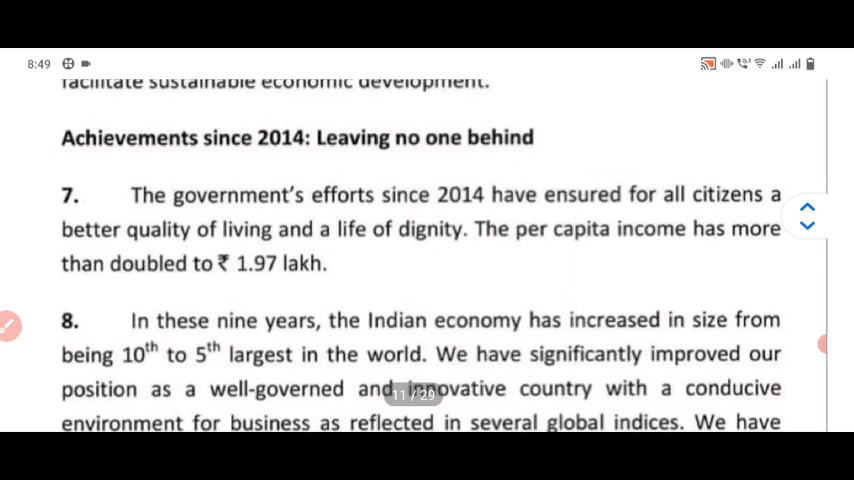 8:49
facilitate sustainable economic development.
Achievements since 2014: Leaving no one behind
7. The government's efforts since 2014 have ensured for all citizens a
better quality of living and a life of dignity. The per capita income has more
than doubled to ₹ 1.97 lakh.
8. In these nine years, the Indian economy has increased in size from
being 10th to 5th largest in the world. We have significantly improved our
position as a well-governed and innovative country with a conducive
11 / 29
environment for business as reflected in several global indices. We have